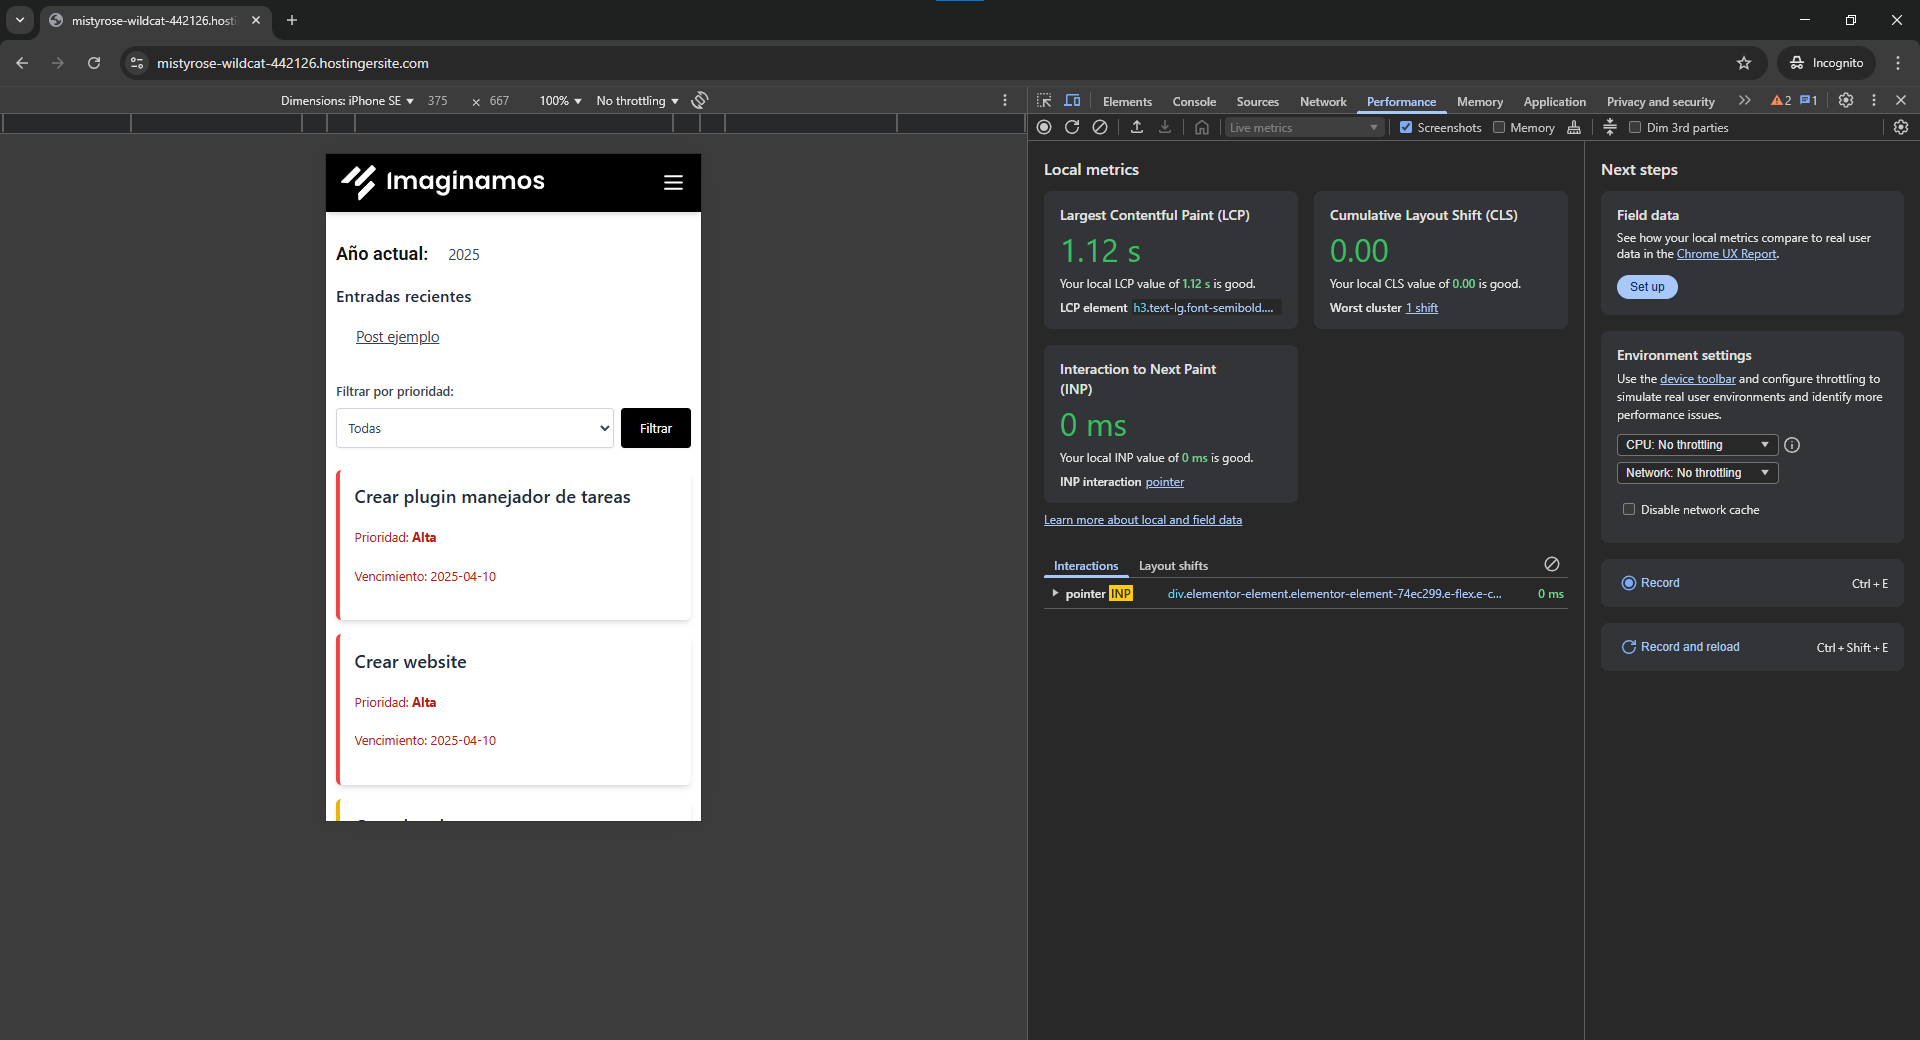 mistyrose-wildcat-442126.hosti
mistyrose-wildcat-442126.hostingersite.com
Incognito
Dimensions: iPhone SE 375 × 667 100% No throttling
Elements Console Sources Network Performance Memory Application Privacy and security 2 1
Live metrics Screenshots Memory Dim 3rd parties
Imaginamos
Año actual: 2025
Entradas recientes
Post ejemplo
Filtrar por prioridad:
Todas Filtrar
Crear plugin manejador de tareas
Prioridad: Alta
Vencimiento: 2025-04-10
Crear website
Prioridad: Alta
Vencimiento: 2025-04-10
Local metrics
Largest Contentful Paint (LCP)
1.12 s
Your local LCP value of 1.12 s is good.
LCP element h3.text-lg.font-semibold....
Cumulative Layout Shift (CLS)
0.00
Your local CLS value of 0.00 is good.
Worst cluster 1 shift
Interaction to Next Paint
(INP)
0 ms
Your local INP value of 0 ms is good.
INP interaction pointer
Learn more about local and field data
Interactions Layout shifts
pointer INP div.elementor-element.elementor-element-74ec299.e-flex.e-c... 0 ms
Next steps
Field data
See how your local metrics compare to real user
data in the Chrome UX Report.
Set up
Environment settings
Use the device toolbar and configure throttling to
simulate real user environments and identify more
performance issues.
CPU: No throttling
Network: No throttling
Disable network cache
Record Ctrl + E
Record and reload Ctrl + Shift + E